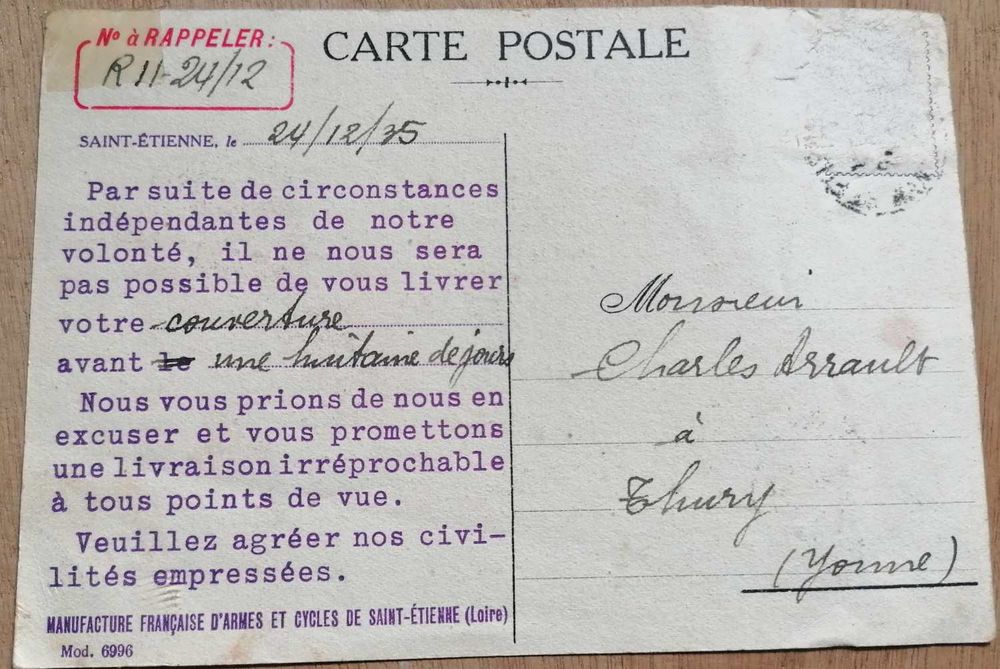 N° à RAPPELER:
R 11-24/12
CARTE POSTALE
SAINT-ÉTIENNE, le 24/12/35
Par suite de circonstances
indépendantes de notre
volonté, il ne nous sera
pas possible de vous livrer
votre couverture
avant le une huitaine de jours
Nous vous prions de nous en
excuser et vous promettons
une livraison irréprochable
à tous points de vue.
Veuillez agréer nos civi-
lités empressées.
MANUFACTURE FRANÇAISE D'ARMES ET CYCLES DE SAINT-ÉTIENNE (Loire)
Mod. 6996
Monsieur
Charles Arrault
à
Thury
(Yonne)